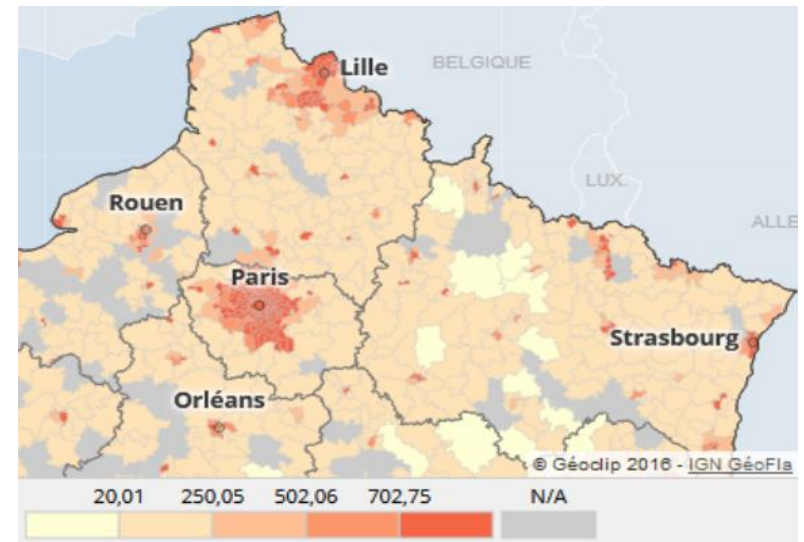 Lille
BELGIQUE
LUX.
Rouen
ALLE
Paris
Strasbourg
Orléans
© Géoclip 2016 - IGN GéoFla
20,01 250,05 502,06 702,75 N/A